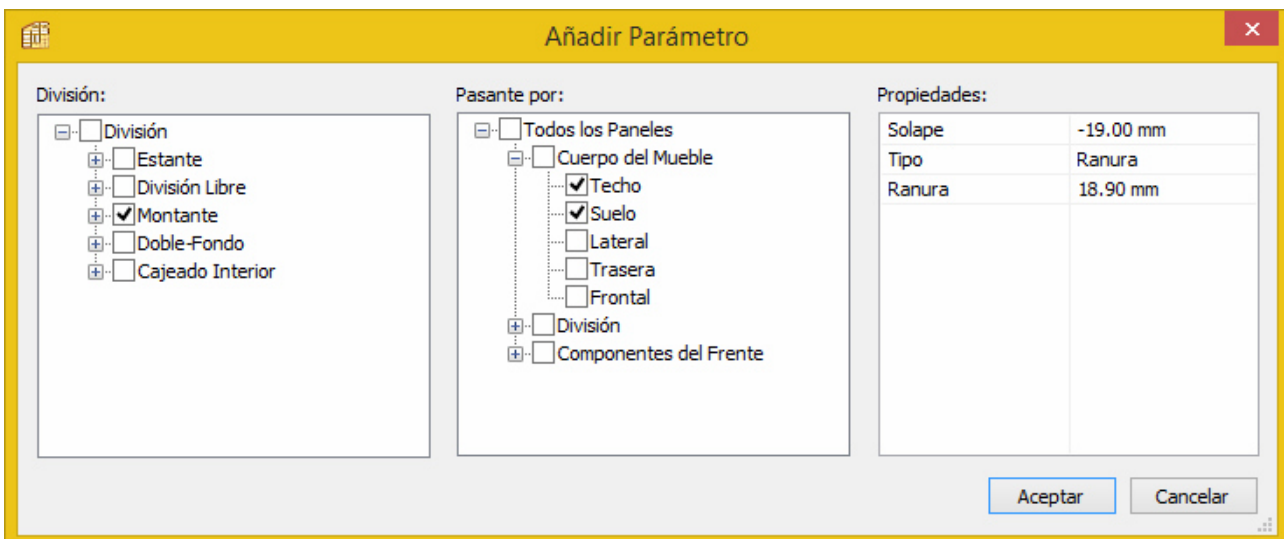 Añadir Parámetro
División:
División
Estante
División Libre
Montante
Doble-Fondo
Cajeado Interior
Pasante por:
Todos los Paneles
Cuerpo del Mueble
Techo
Suelo
Lateral
Trasera
Frontal
División
Componentes del Frente
Propiedades:
Solape -19.00 mm
Tipo Ranura
Ranura 18.90 mm
Aceptar Cancelar